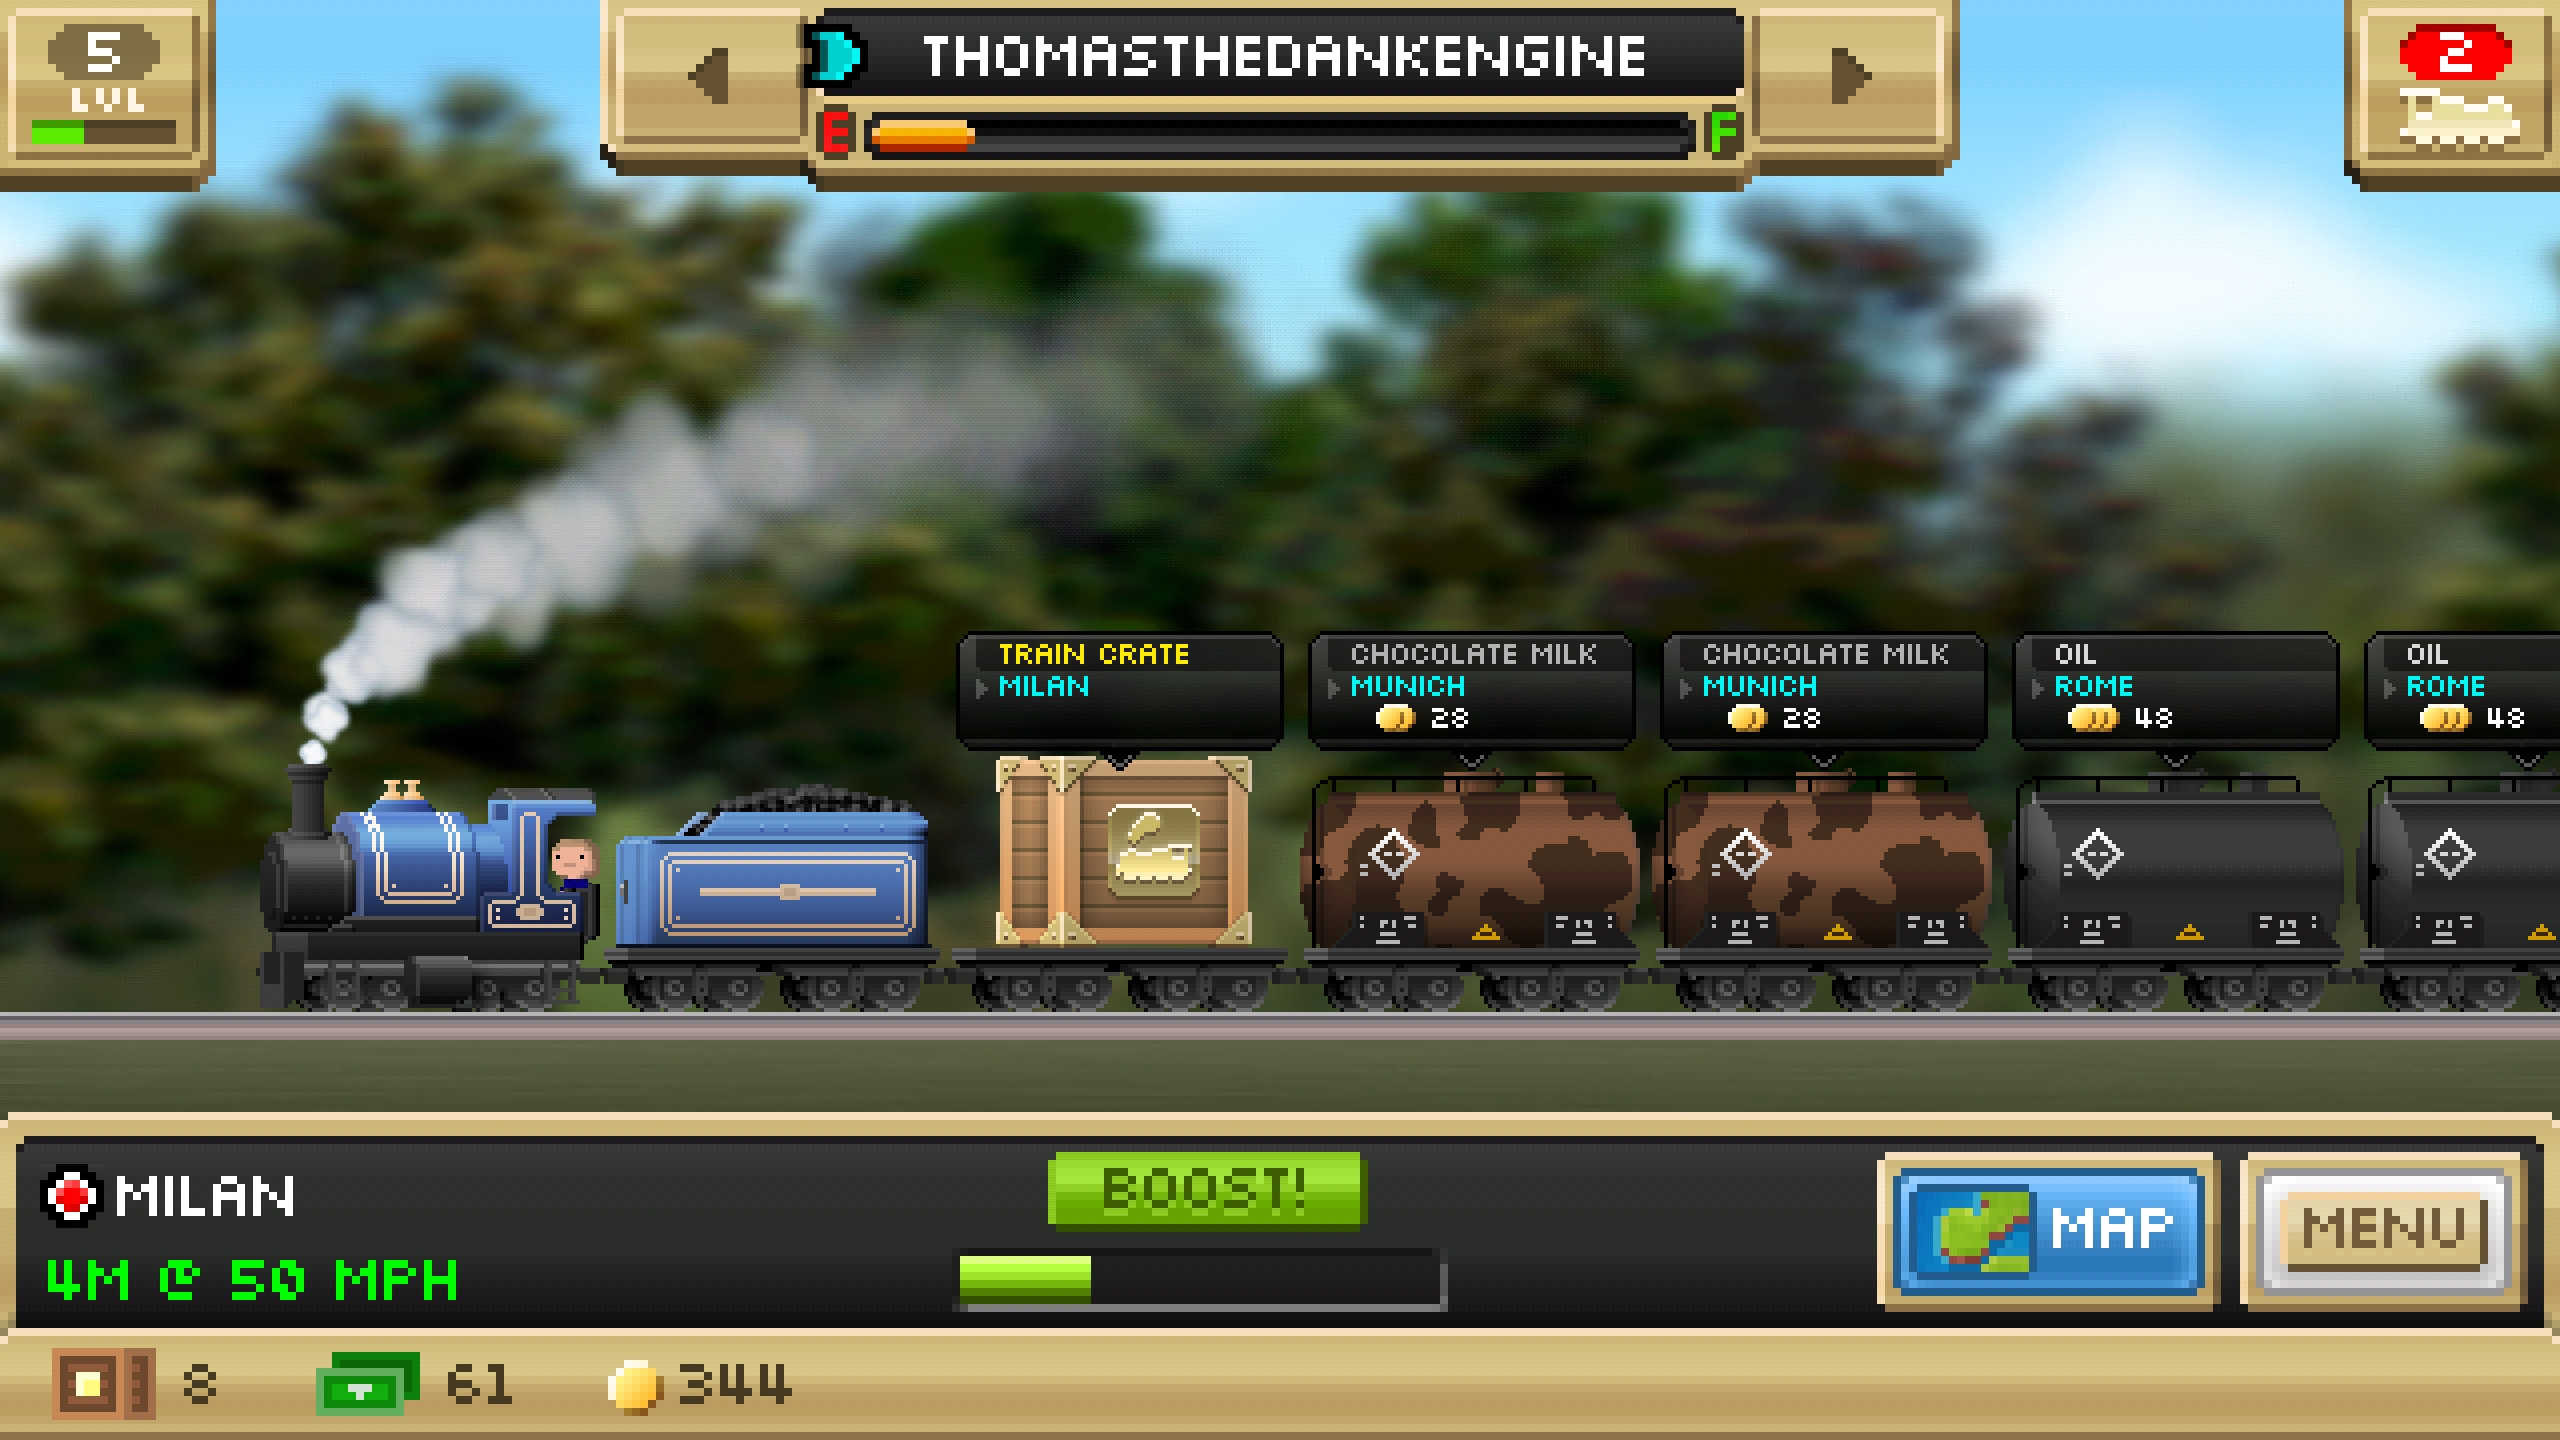 5
LVL
THOMASTHEDANKENGINE
E
F
2
TRAIN CRATE
MILAN
CHOCOLATE MILK
MUNICH
28
CHOCOLATE MILK
MUNICH
28
OIL
ROME
48
OIL
ROME
48
MILAN
4M @ 50 MPH
BOOST!
MAP
MENU
8
61
344